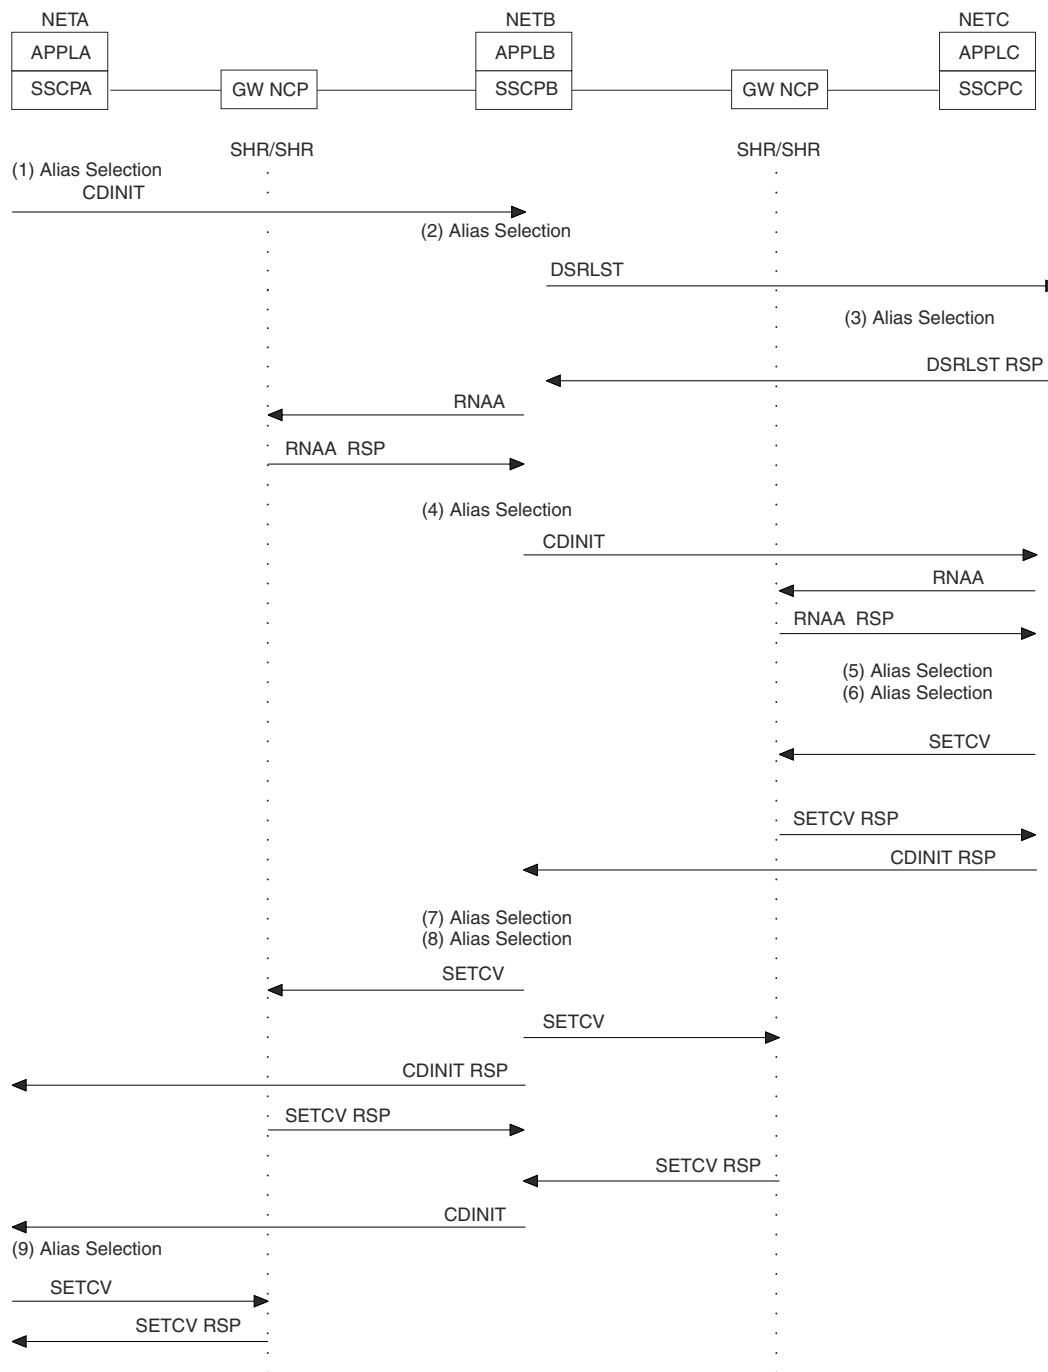 NETA NETB NETC
APPLA APPLB APPLC
SSCPA GW NCP SSCPB GW NCP SSCPC
SHR/SHR SHR/SHR
(1) Alias Selection
CDINIT
(2) Alias Selection
DSRLST
(3) Alias Selection
DSRLST RSP
RNAA
RNAA RSP
(4) Alias Selection
CDINIT
RNAA
RNAA RSP
(5) Alias Selection
(6) Alias Selection
SETCV
SETCV RSP
CDINIT RSP
(7) Alias Selection
(8) Alias Selection
SETCV
SETCV
CDINIT RSP
SETCV RSP
SETCV RSP
CDINIT
(9) Alias Selection
SETCV
SETCV RSP